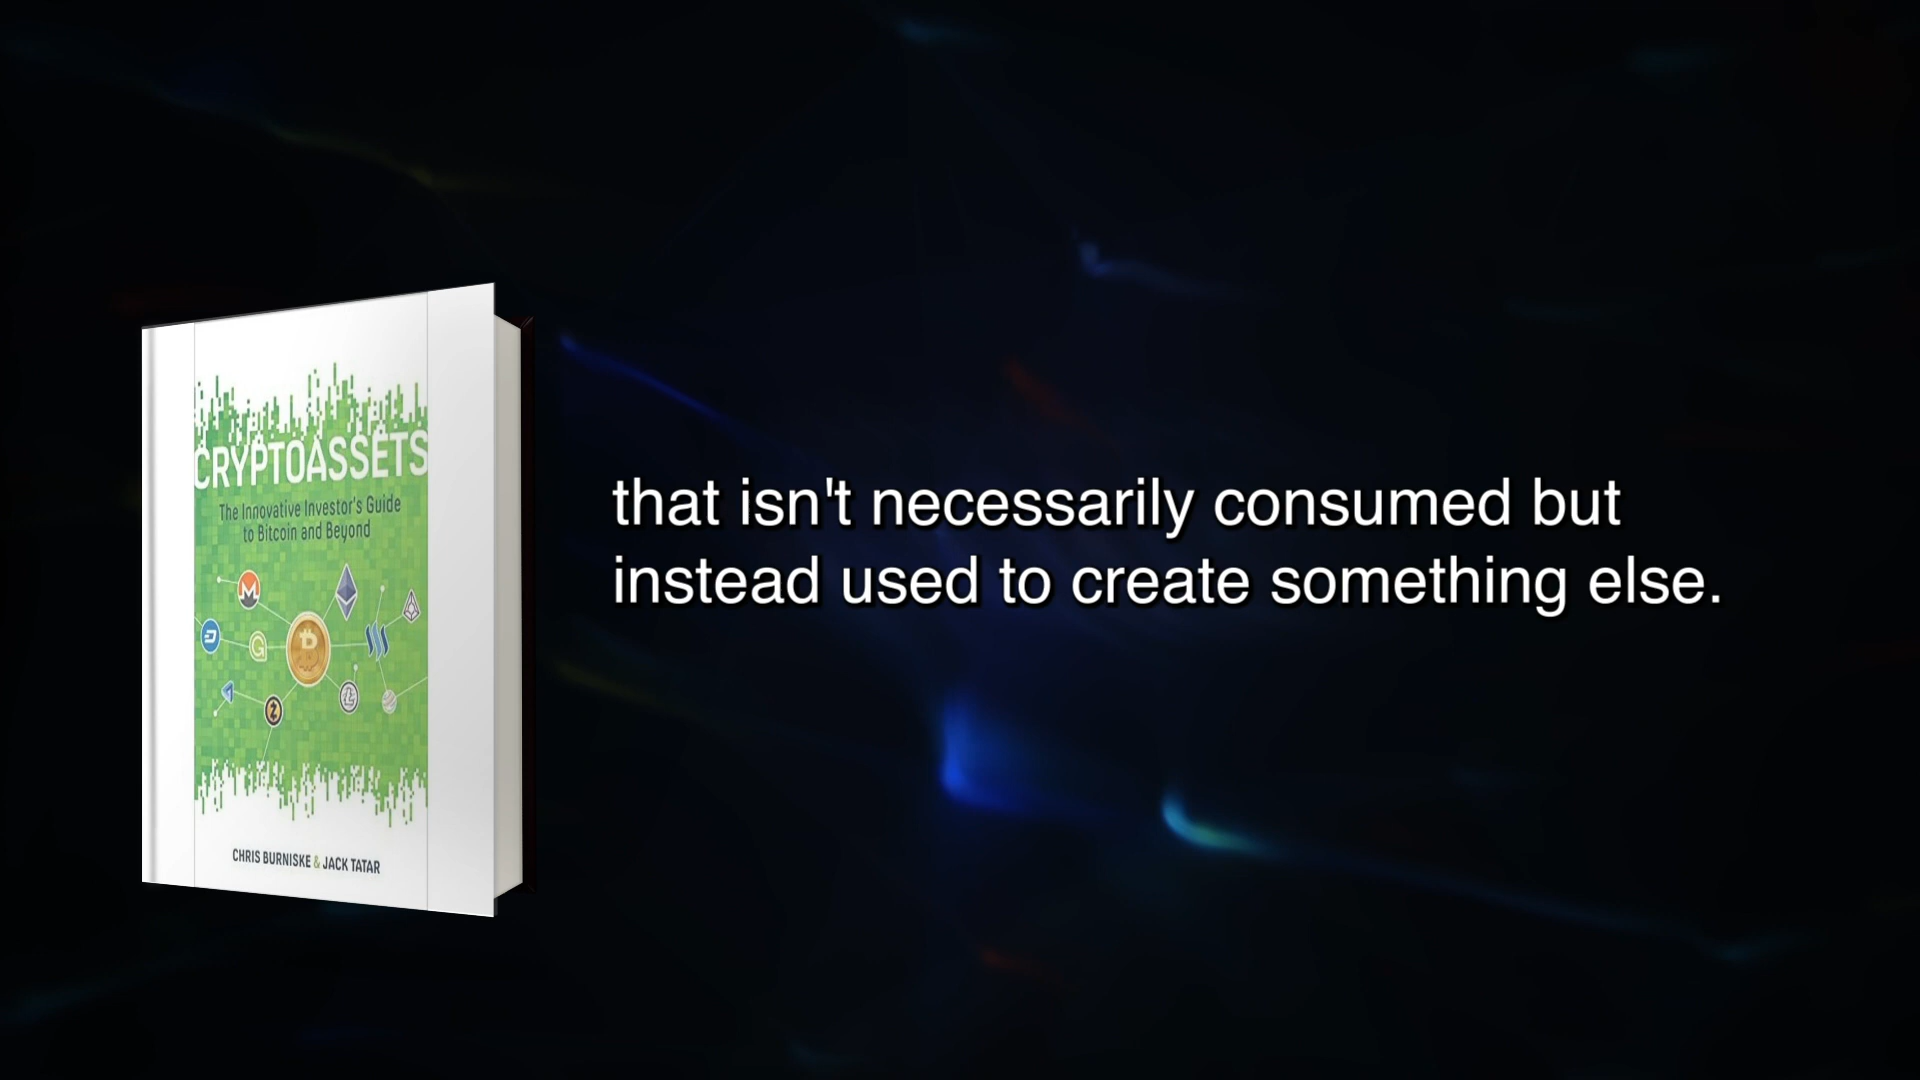 CRYPTOASSETS
The Innovative Investor's Guide
to Bitcoin and Beyond
CHRIS BURNISKE & JACK TATAR
that isn't necessarily consumed but
instead used to create something else.